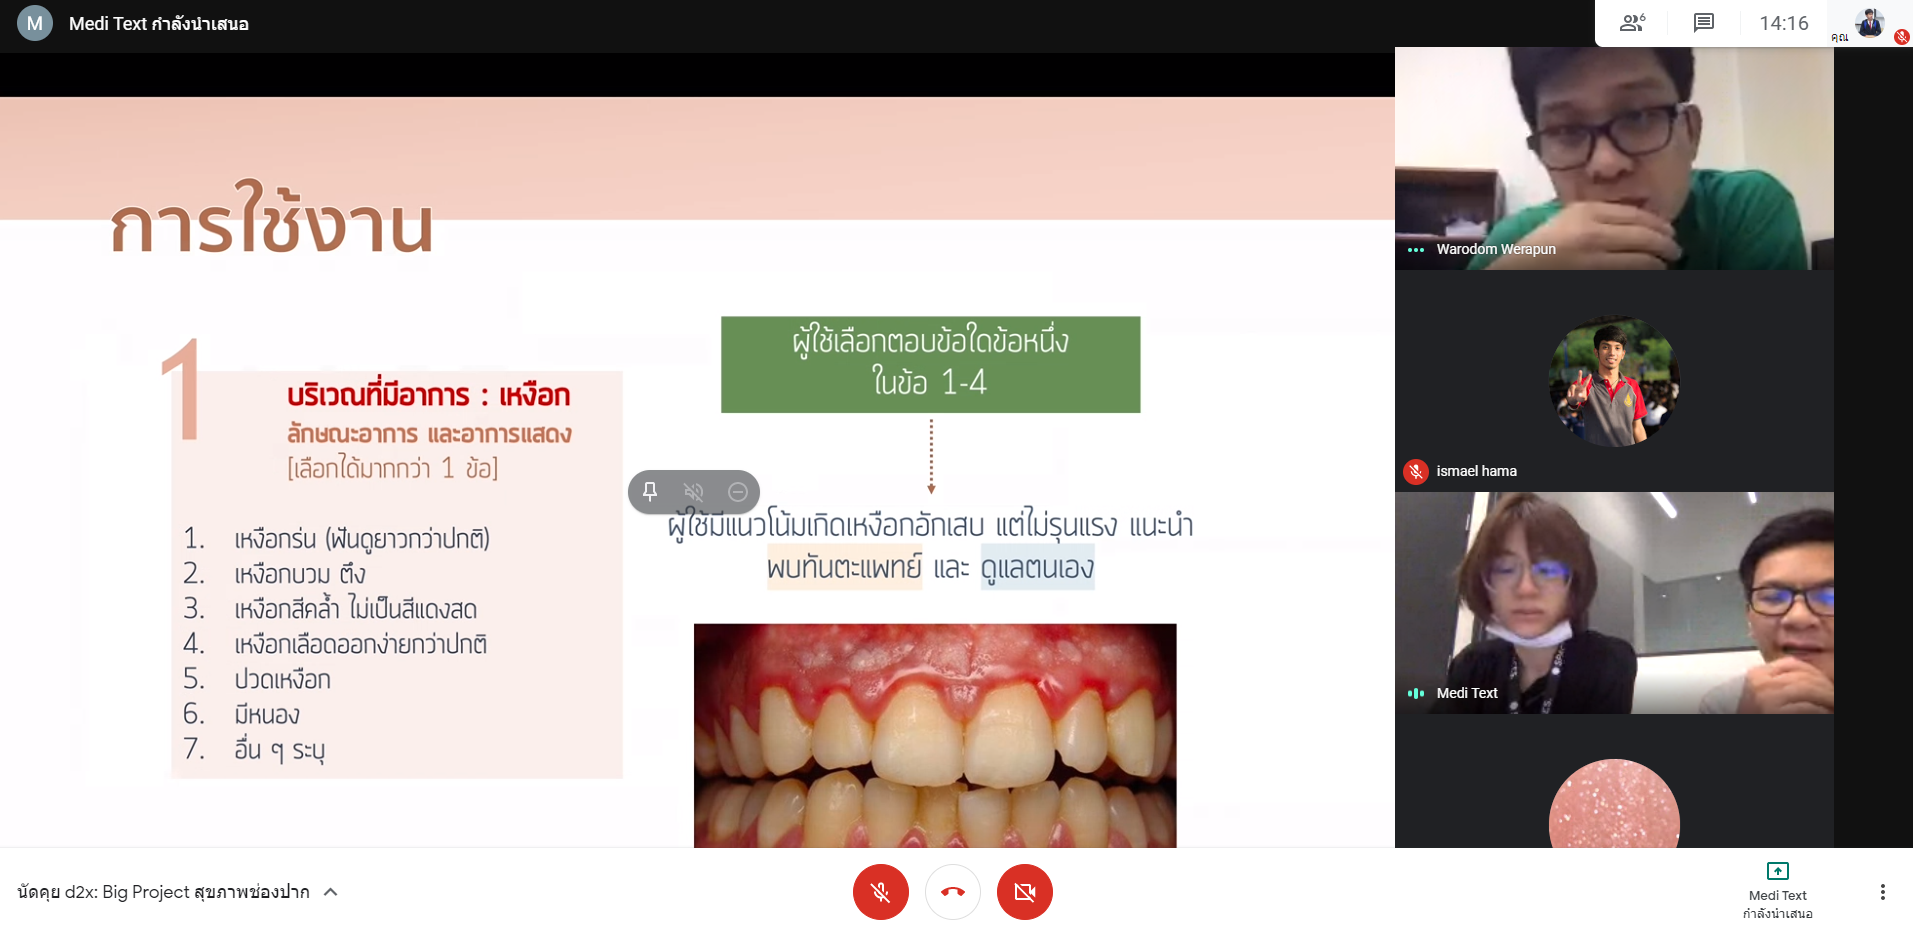 M
Medi Text กำลังนำเสนอ
6
14:16
คุณ
การใช้งาน
1
บริเวณที่มีอาการ : เหงือก
ลักษณะอาการ และอาการแสดง
[เลือกได้มากกว่า 1 ข้อ]
1. เหงือกร่น (ฟันดูยาวกว่าปกติ)
2. เหงือกบวม ตึง
3. เหงือกสีคล้ำ ไม่เป็นสีแดงสด
4. เหงือกเลือดออกง่ายกว่าปกติ
5. ปวดเหงือก
6. มีหนอง
7. อื่น ๆ ระบุ
ผู้ใช้เลือกตอบข้อใดข้อหนึ่ง
ในข้อ 1-4
ผู้ใช้มีแนวโน้มเกิดเหงือกอักเสบ แต่ไม่รุนแรง แนะนำ
พบทันตะแพทย์ และ ดูแลตนเอง
Warodom Werapun
ismael hama
Medi Text
นัดคุย d2x: Big Project สุขภาพช่องปาก
Medi Text
กำลังนำเสนอ